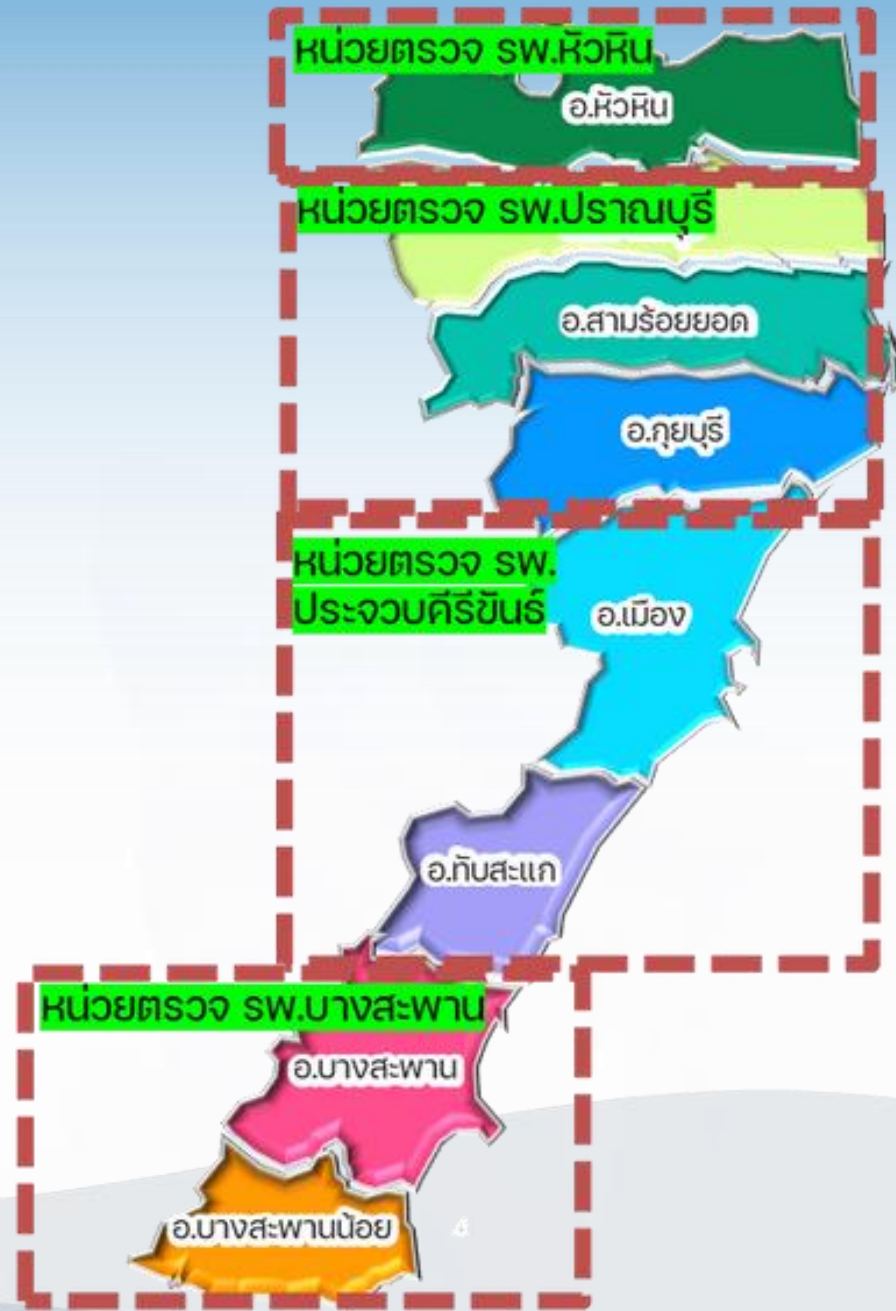 หน่วยตรวจ รพ.หัวหิน
อ.หัวหิน
หน่วยตรวจ รพ.ปราณบุรี
อ.สามร้อยยอด
อ.กุยบุรี
หน่วยตรวจ รพ.
ประจวบคีรีขันธ์
อ.เมือง
อ.ทับสะแก
หน่วยตรวจ รพ.บางสะพาน
อ.บางสะพาน
อ.บางสะพานน้อย